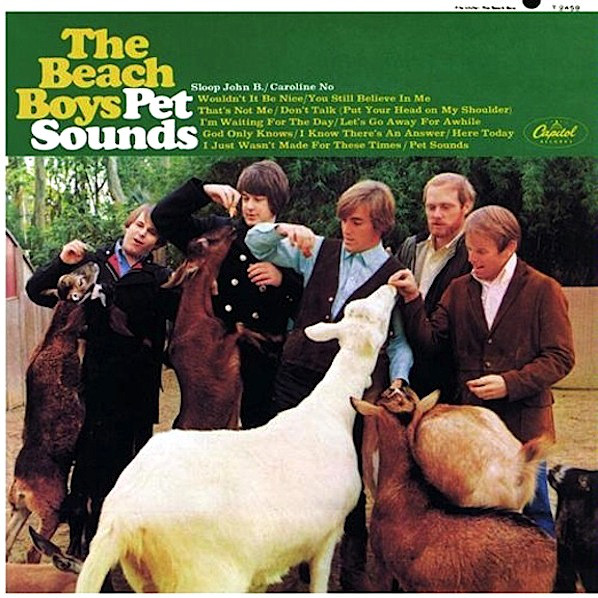 T 2458
The
Beach
Boys Pet
Sounds
Sloop John B./Caroline No
Wouldn't It Be Nice/You Still Believe In Me
That's Not Me/Don't Talk (Put Your Head on My Shoulder)
I'm Waiting For The Day/Let's Go Away For Awhile
God Only Knows/I Know There's An Answer/Here Today
I Just Wasn't Made For These Times/Pet Sounds
Capitol
RECORDS